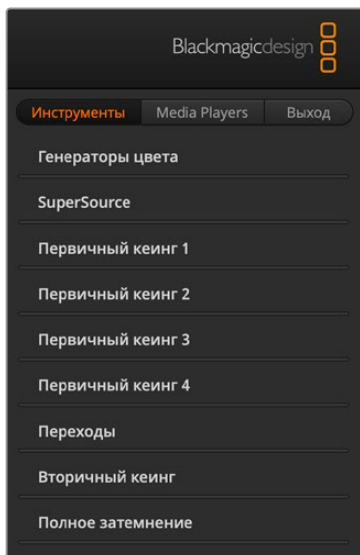 Blackmagicdesign
Инструменты Media Players Выход
Генераторы цвета
SuperSource
Первичный кеинг 1
Первичный кеинг 2
Первичный кеинг 3
Первичный кеинг 4
Переходы
Вторичный кеинг
Полное затемнение